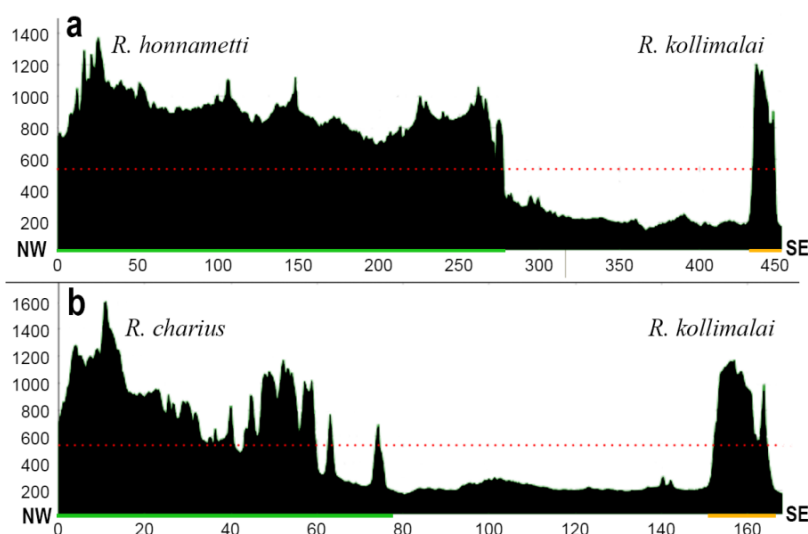 a
R. honnametti
R. kollimalai
1400
1200
1000
800
600
400
200
NW
SE
0 50 100 150 200 250 300 350 400 450
b
R. charius
R. kollimalai
1600
1400
1200
1000
800
600
400
200
NW
SE
0 20 40 60 80 100 120 140 160